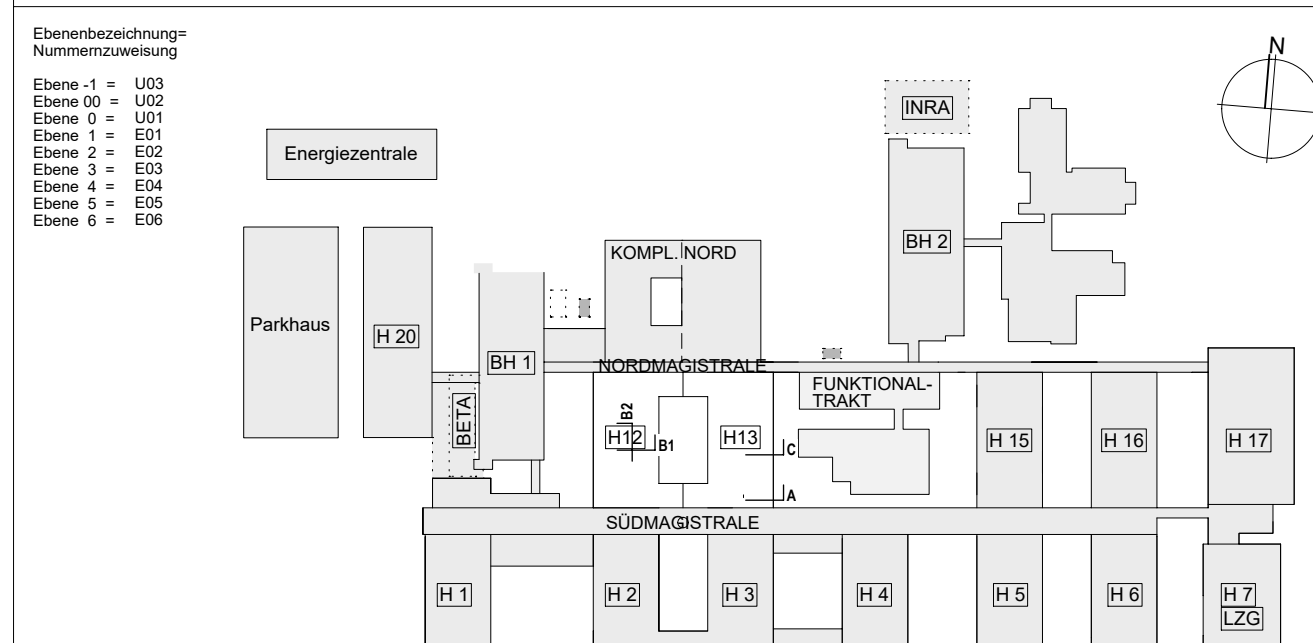 Ebenenbezeichnung=
Nummernzuweisung
Ebene -1 = U03
Ebene 00 = U02
Ebene 0 = U01
Ebene 1 = E01
Ebene 2 = E02
Ebene 3 = E03
Ebene 4 = E04
Ebene 5 = E05
Ebene 6 = E06
N
INRA
Energiezentrale
BH 2
KOMPL. NORD
Parkhaus
H 20
BH 1
NORDMAGISTRALE
FUNKTIONAL-
TRAKT
BETA
B2
H12
B1
H13
C
H 15
H 16
H 17
A
SÜDMAGISTRALE
H 1
H 2
H 3
H 4
H 5
H 6
H 7
LZG